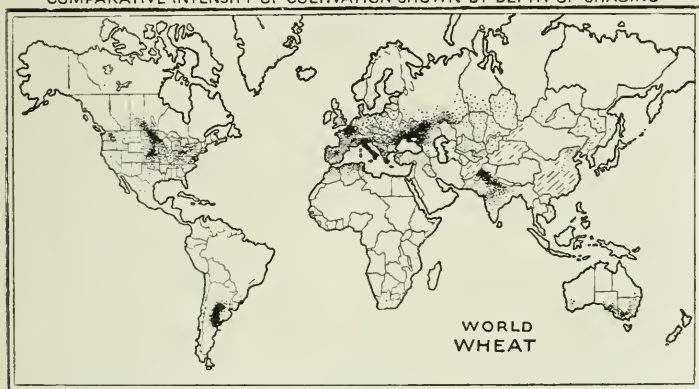 COMPARATIVE INTENSITY OF CULTIVATION SHOWN BY DEPTH OF SHADING
WORLD
WHEAT